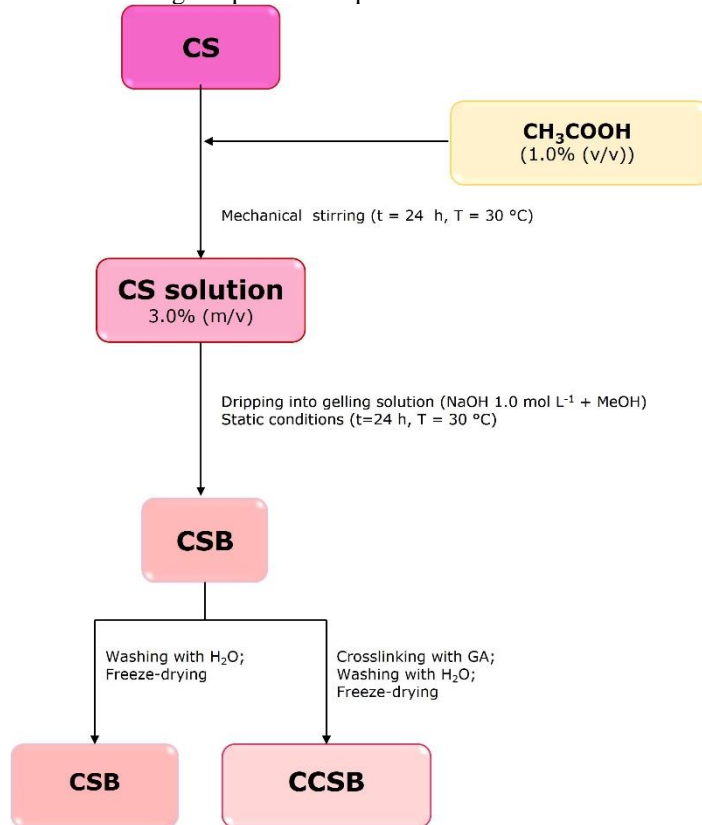 CS
CH₃COOH
(1.0% (v/v))
Mechanical stirring (t = 24 h, T = 30 °C)
CS solution
3.0% (m/v)
Dripping into gelling solution (NaOH 1.0 mol L⁻¹ + MeOH)
Static conditions (t=24 h, T = 30 °C)
CSB
Washing with H₂O;
Freeze-drying
Crosslinking with GA;
Washing with H₂O;
Freeze-drying
CSB
CCSB